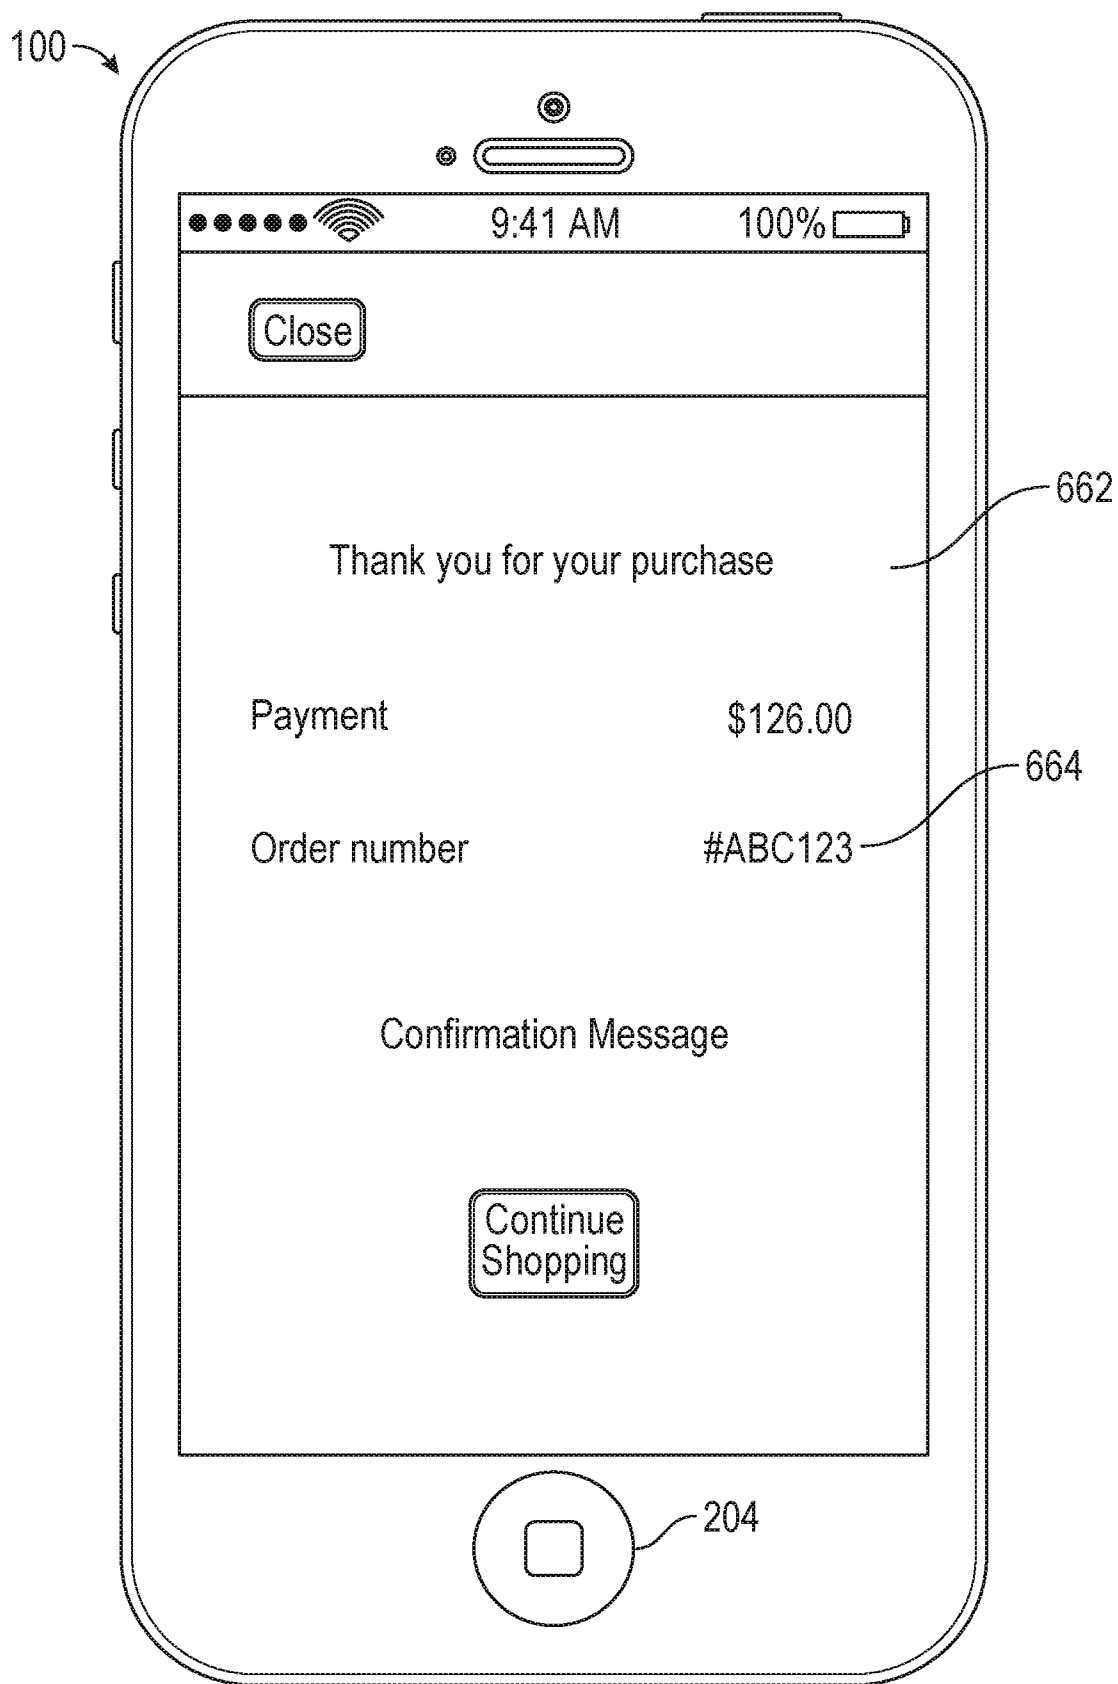 100
9:41 AM 100%
Close
662
Thank you for your purchase
Payment $126.00
664
Order number #ABC123
Confirmation Message
Continue
Shopping
204